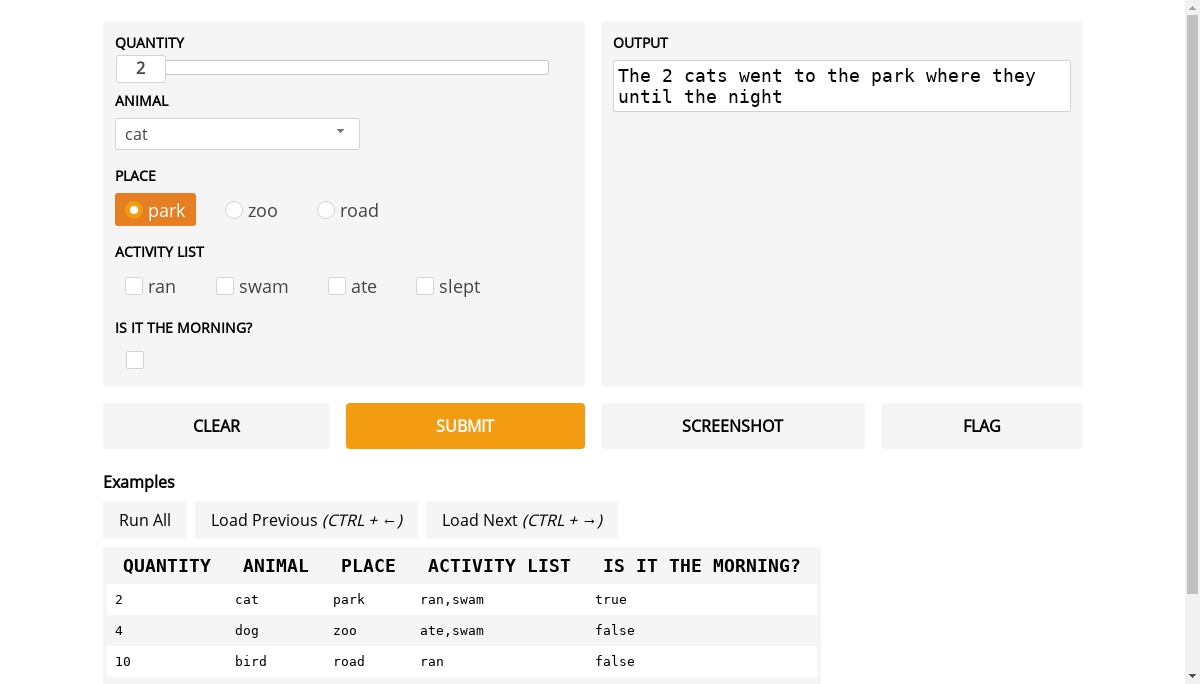 QUANTITY
2
ANIMAL
cat
PLACE
park zoo road
ACTIVITY LIST
ran swam ate slept
IS IT THE MORNING?
OUTPUT
The 2 cats went to the park where they
until the night
CLEAR SUBMIT SCREENSHOT FLAG
Examples
Run All Load Previous (CTRL + ←) Load Next (CTRL + →)
QUANTITY ANIMAL PLACE ACTIVITY LIST IS IT THE MORNING?
2 cat park ran,swam true
4 dog zoo ate,swam false
10 bird road ran false